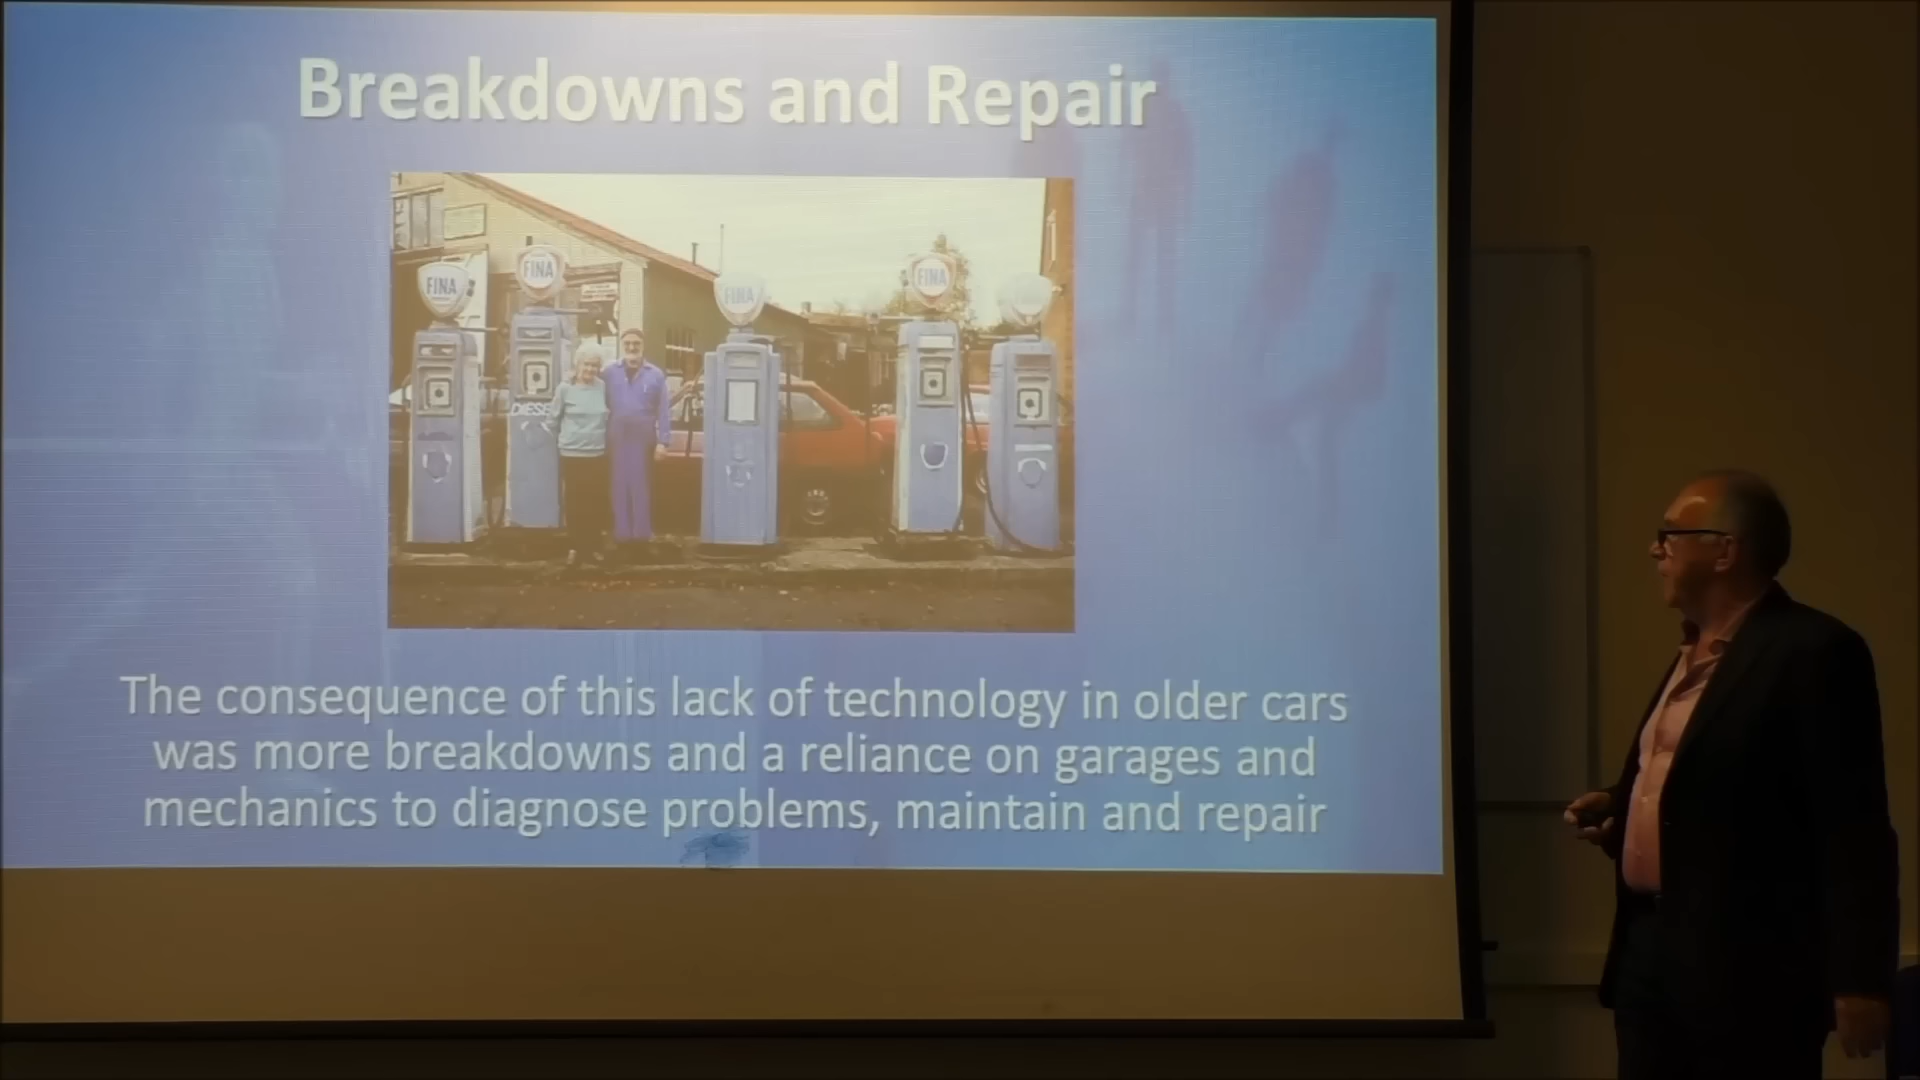 Breakdowns and Repair
FINA
FINA
FINA
FINA
DIESE
The consequence of this lack of technology in older cars
was more breakdowns and a reliance on garages and
mechanics to diagnose problems, maintain and repair